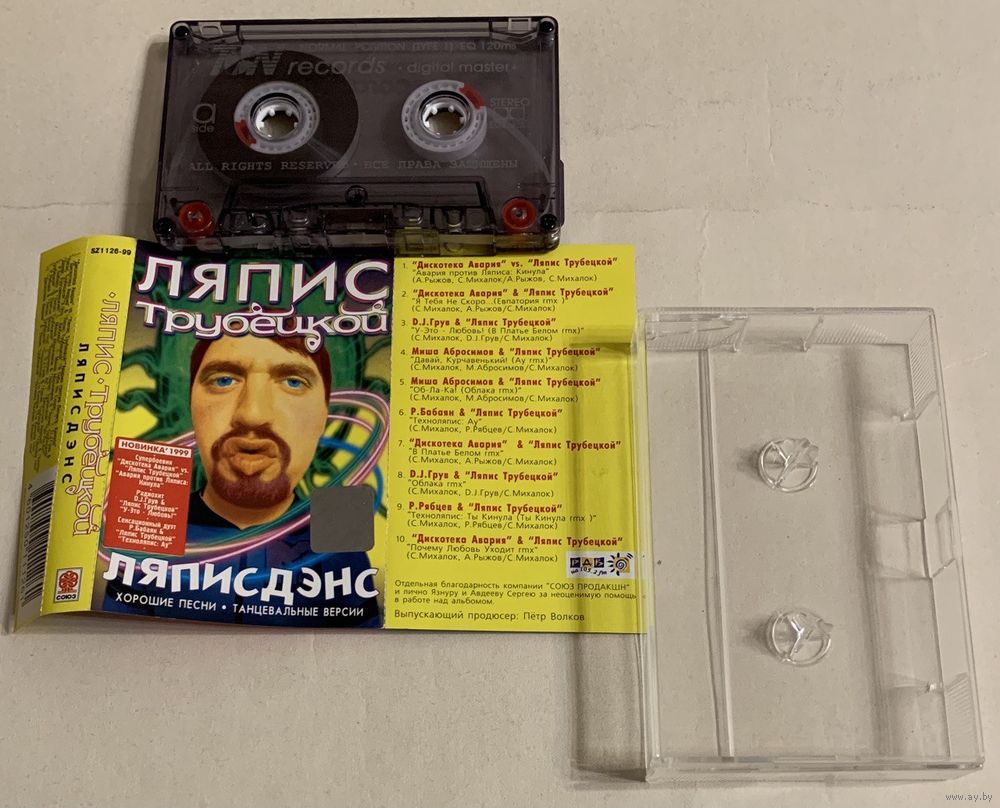 NORMAL POSITION (TYPE I) EQ 120ms
records · digital master ·
a
side
STEREO
ALL RIGHTS RESERVED • ВСЕ ПРАВА ЗАЩИЩЕНЫ
SZ1126-99
·ЛЯПИС·Трубецкой
ЛЯПИСДЭНС
СОЮЗ
ЛЯПИС
Трубецкой
НОВИНКА'1999
Супербоевик
"Дискотека Авария" vs.
"Ляпис Трубецкой"
"Авария против Ляписа:
Кинула"
Радиохит
D.J.Грув &
"Ляпис Трубецкой"
"У-Это - Любовь!"
Сенсационный дуэт
Р.Бабаян &
"Ляпис Трубецкой"
"Техноляпис: Ау"
ЛЯПИСДЭНС
ХОРОШИЕ ПЕСНИ • ТАНЦЕВАЛЬНЫЕ ВЕРСИИ
1. "Дискотека Авария" vs. "Ляпис Трубецкой"
"Авария против Ляписа: Кинула"
(А.Рыжов, С.Михалок/А.Рыжов, С.Михалок)
2. "Дискотека Авария" & "Ляпис Трубецкой"
"Я Тебя Не Скоро...(Евпатория rmx )"
(С.Михалок, А.Рыжов/С.Михалок)
3. D.J.Грув & "Ляпис Трубецкой"
"У-Это - Любовь! (В Платье Белом rmx)"
(С.Михалок, D.J.Грув/С.Михалок)
4. Миша Абросимов & "Ляпис Трубецкой"
"Давай, Курчавенький! (Ау rmx)"
(С.Михалок, М.Абросимов/С.Михалок)
5. Миша Абросимов & "Ляпис Трубецкой"
"Об-Ла-Ка! (Облака rmx)"
(С.Михалок, М.Абросимов/С.Михалок)
6. Р.Бабаян & "Ляпис Трубецкой"
"Техноляпис: Ау"
(С.Михалок, Р.Рябцев/С.Михалок)
7. "Дискотека Авария" & "Ляпис Трубецкой"
"В Платье Белом rmx"
(С.Михалок, А.Рыжов/С.Михалок)
8. D.J.Грув & "Ляпис Трубецкой"
"Облака rmx"
(С.Михалок, D.J.Грув/С.Михалок)
9. Р.Рябцев & "Ляпис Трубецкой"
"Техноляпис: Ты Кинула (Ты Кинула rmx )"
(С.Михалок, Р.Рябцев/С.Михалок)
10. "Дискотека Авария" & "Ляпис Трубецкой"
"Почему Любовь Уходит rmx"
(С.Михалок, А.Рыжов/С.Михалок)
Отдельная благодарность компании "СОЮЗ ПРОДАКШН"
и лично Язнуру и Авдееву Сергею за неоценимую помощь
в работе над альбомом.
Выпускающий продюсер: Пётр Волков
www.ay.by